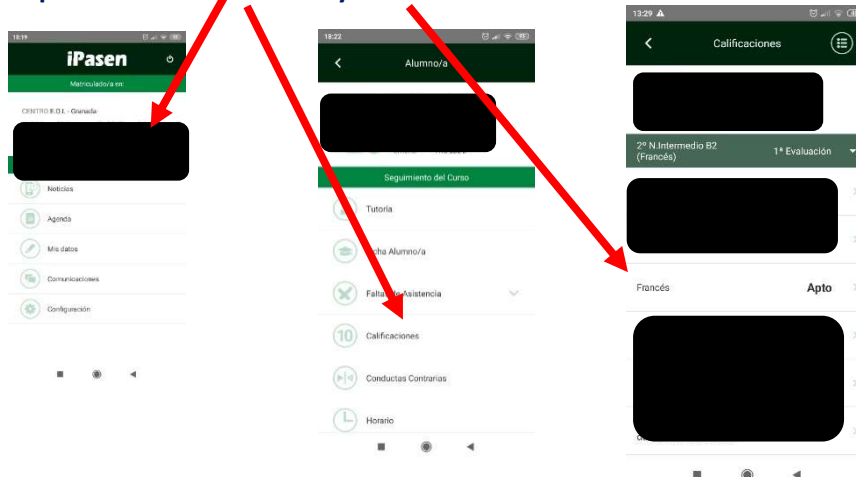 18:19
iPasen
Matriculado/a en:
CENTRO E.O.I. - Granada
Noticias
Agenda
Mis datos
Comunicaciones
Configuración
18:22
Alumno/a
Seguimiento del Curso
Tutoría
Ficha Alumno/a
Faltas de Asistencia
10 Calificaciones
Conductas Contrarias
Horario
13:29
Calificaciones
2º N.Intermedio B2
(Francés)
1ª Evaluación
Francés
Apto